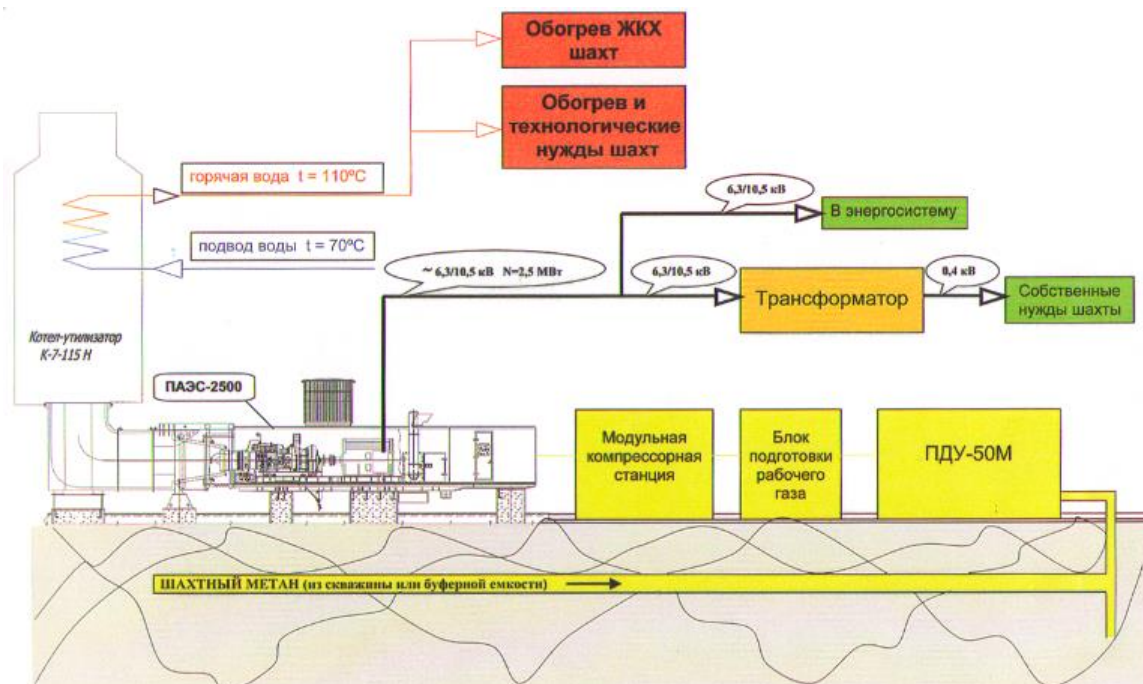 Обогрев ЖКХ
шахт
Обогрев и
технологические
нужды шахт
горячая вода t = 110ºC
подвод воды t = 70ºC
6,3/10,5 кВ
В энергосистему
~ 6,3/10,5 кВ N=2,5 МВт
6,3/10,5 кВ
Трансформатор
0,4 кВ
Собственные
нужды шахты
Котел-утилизатор
К-7-115 Н
ПАЭС-2500
Модульная
компрессорная
станция
Блок
подготовки
рабочего
газа
ПДУ-50М
ШАХТНЫЙ МЕТАН (из скважины или буферной емкости)